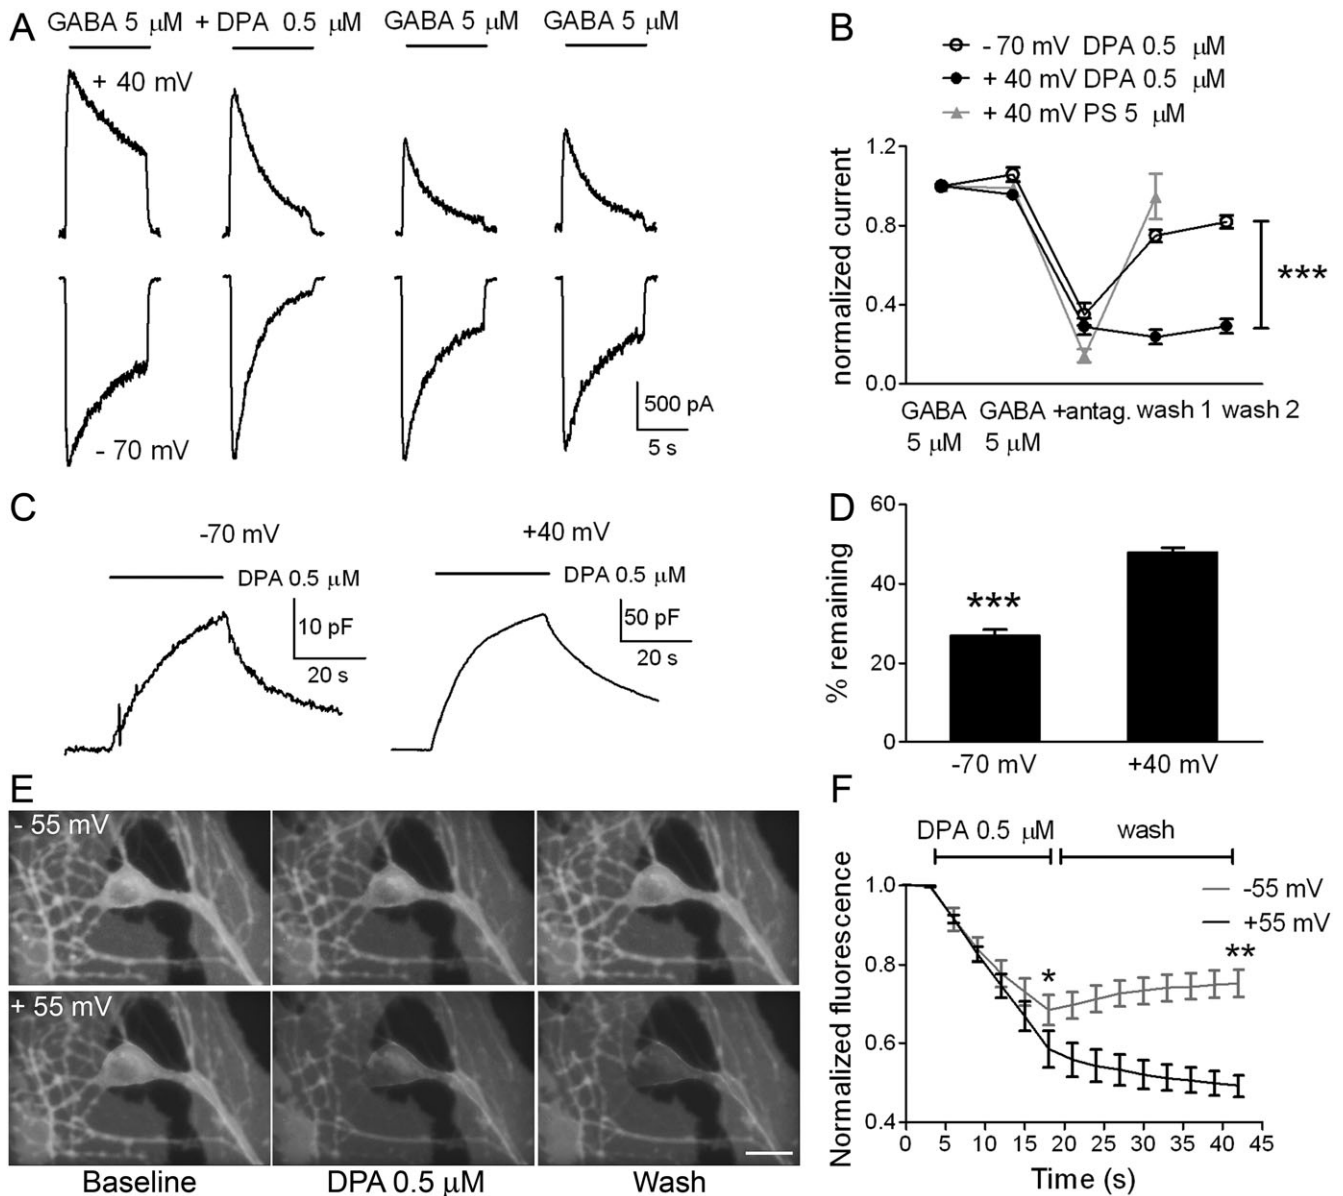 A
GABA 5 μM + DPA 0.5 μM GABA 5 μM GABA 5 μM
+ 40 mV
- 70 mV
500 pA
5 s
B
- 70 mV DPA 0.5 μM
+ 40 mV DPA 0.5 μM
+ 40 mV PS 5 μM
normalized current
1.2
0.8
0.4
0.0
***
GABA GABA +antag. wash 1 wash 2
5 μM 5 μM
C
-70 mV +40 mV
DPA 0.5 μM DPA 0.5 μM
10 pF
20 s
50 pF
20 s
D
% remaining
60
40
20
0
***
-70 mV +40 mV
E
- 55 mV
+ 55 mV
Baseline DPA 0.5 μM Wash
F
DPA 0.5 μM wash
Normalized fluorescence
1.0
0.8
0.6
0.4
-55 mV
+55 mV
*
**
0 5 10 15 20 25 30 35 40 45
Time (s)